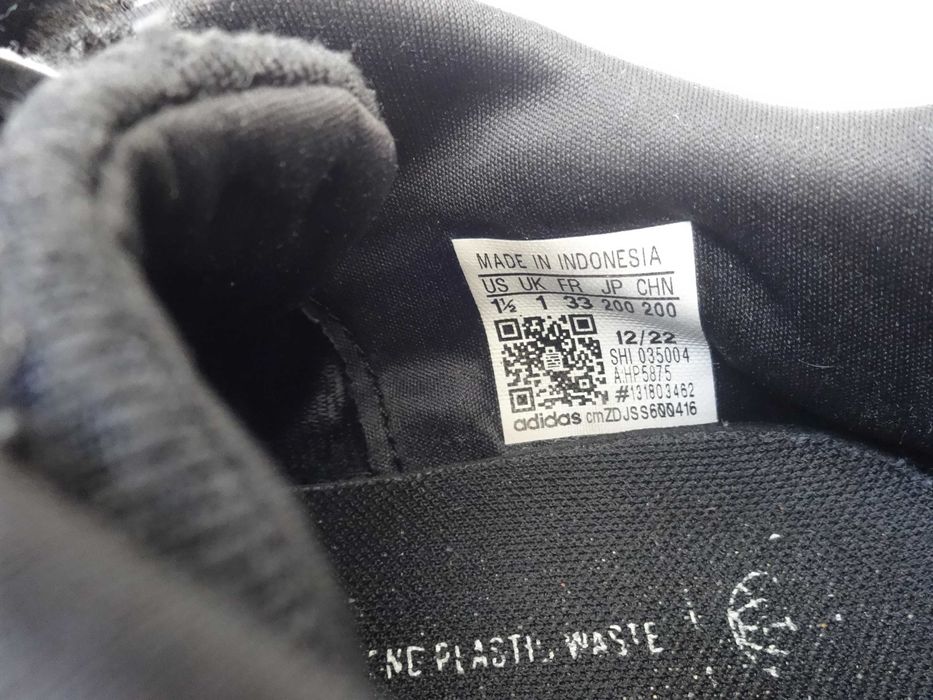 MADE IN INDONESIA
US UK FR JP CHN
1½ 1 33 200 200
12/22
SHI 035004
A.HP5875
#131803462
adidas cmZDJSS600416
PLASTIC WASTE